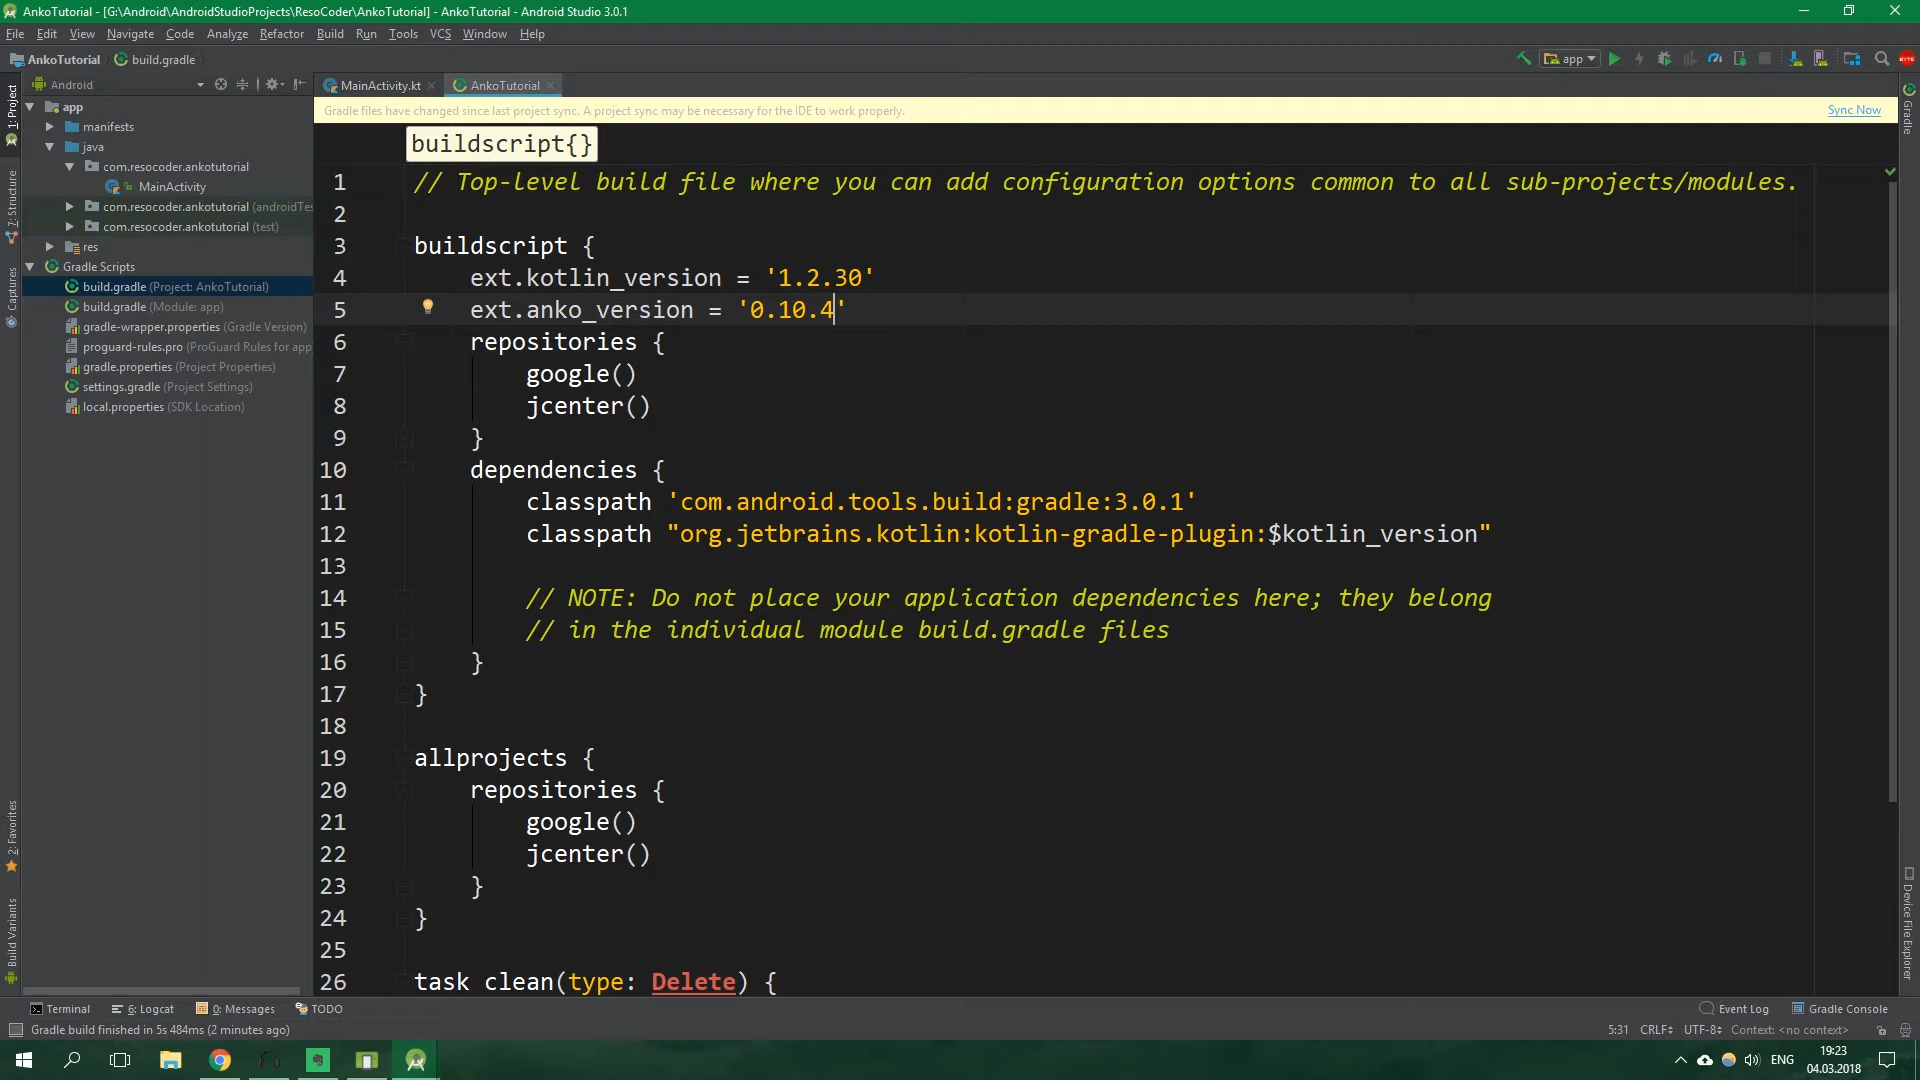 AnkoTutorial - [G:\Android\AndroidStudioProjects\ResoCoder\AnkoTutorial] - AnkoTutorial - Android Studio 3.0.1
File Edit View Navigate Code Analyze Refactor Build Run Tools VCS Window Help
AnkoTutorial build.gradle
app
Android
MainActivity.kt AnkoTutorial
Gradle files have changed since last project sync. A project sync may be necessary for the IDE to work properly.
Sync Now
1: Project
7: Structure
Captures
2: Favorites
Build Variants
app
manifests
java
com.resocoder.ankotutorial
MainActivity
com.resocoder.ankotutorial (androidTes
com.resocoder.ankotutorial (test)
res
Gradle Scripts
build.gradle (Project: AnkoTutorial)
build.gradle (Module: app)
gradle-wrapper.properties (Gradle Version)
proguard-rules.pro (ProGuard Rules for app
gradle.properties (Project Properties)
settings.gradle (Project Settings)
local.properties (SDK Location)
buildscript{}
1 // Top-level build file where you can add configuration options common to all sub-projects/modules.
2
3 buildscript {
4 ext.kotlin_version = '1.2.30'
5 ext.anko_version = '0.10.4'
6 repositories {
7 google()
8 jcenter()
9 }
10 dependencies {
11 classpath 'com.android.tools.build:gradle:3.0.1'
12 classpath "org.jetbrains.kotlin:kotlin-gradle-plugin:$kotlin_version"
13
14 // NOTE: Do not place your application dependencies here; they belong
15 // in the individual module build.gradle files
16 }
17 }
18
19 allprojects {
20 repositories {
21 google()
22 jcenter()
23 }
24 }
25
26 task clean(type: Delete) {
Gradle
Device File Explorer
Terminal 6: Logcat 0: Messages TODO
Event Log Gradle Console
Gradle build finished in 5s 484ms (2 minutes ago)
5:31 CRLF÷ UTF-8÷ Context: <no context>
ENG
19:23
04.03.2018